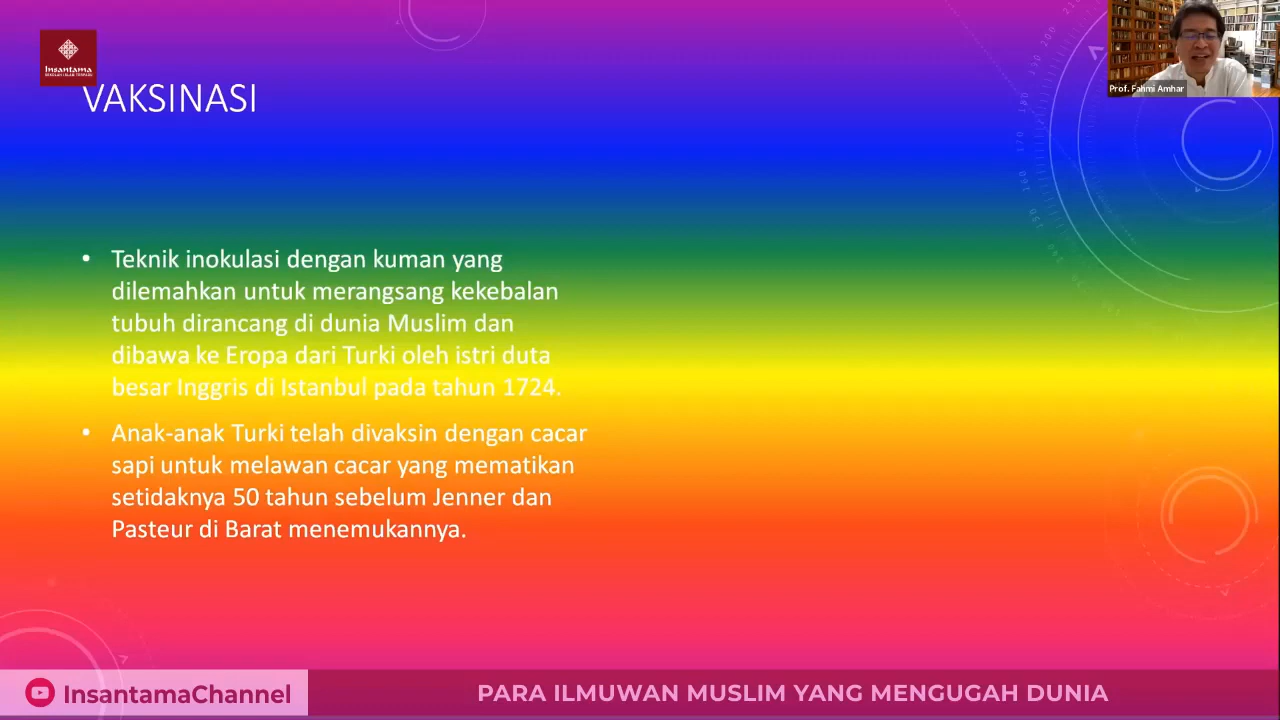 Insantama
SEKOLAH ISLAM TERPADU
VAKSINASI
Prof. Fahmi Amhar
• Teknik inokulasi dengan kuman yang
dilemahkan untuk merangsang kekebalan
tubuh dirancang di dunia Muslim dan
dibawa ke Eropa dari Turki oleh istri duta
besar Inggris di Istanbul pada tahun 1724.
• Anak-anak Turki telah divaksin dengan cacar
sapi untuk melawan cacar yang mematikan
setidaknya 50 tahun sebelum Jenner dan
Pasteur di Barat menemukannya.
InsantamaChannel
PARA ILMUWAN MUSLIM YANG MENGUGAH DUNIA